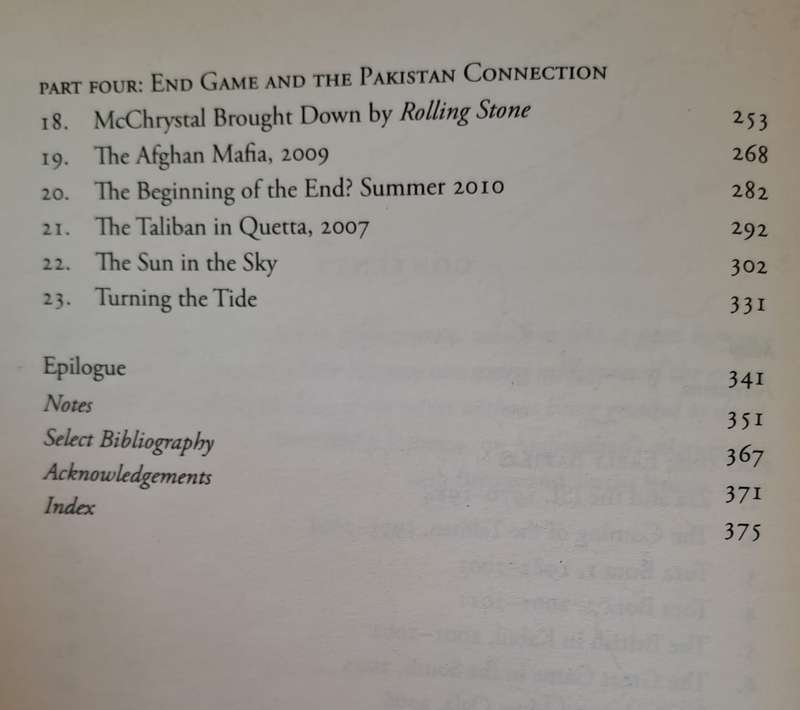 PART FOUR: END GAME AND THE PAKISTAN CONNECTION
18. McChrystal Brought Down by Rolling Stone 253
19. The Afghan Mafia, 2009 268
20. The Beginning of the End? Summer 2010 282
21. The Taliban in Quetta, 2007 292
22. The Sun in the Sky 302
23. Turning the Tide 331
Epilogue 341
Notes 351
Select Bibliography 367
Acknowledgements 371
Index 375